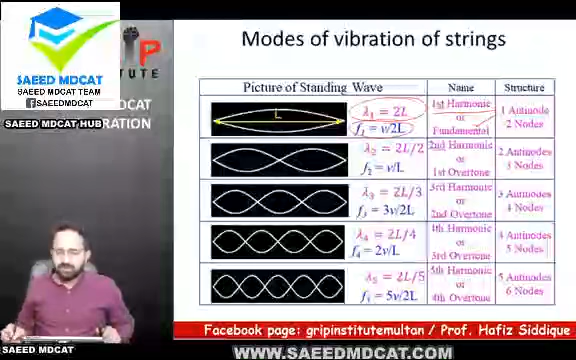 Modes of vibration of strings
SAEED MDCAT
SAEED MDCAT TEAM
f SAEEDMDCAT
SAEED MDCAT HUB
Picture of Standing Wave Name Structure
L λ₁ = 2L 1st Harmonic 1 Antinode
f₁ = v/2L or 2 Nodes
Fundamental
λ₂ = 2L/2 2nd Harmonic 2 Antinodes
f₂ = v/L or 3 Nodes
1st Overtone
λ₃ = 2L/3 3rd Harmonic 3 Antinodes
f₃ = 3v/2L or 4 Nodes
2nd Overtone
λ₄ = 2L/4 4th Harmonic 4 Antinodes
f₄ = 2v/L or 5 Nodes
3rd Overtone
λ₅ = 2L/5 5th Harmonic 5 Antinodes
f₅ = 5v/2L or 6 Nodes
4th Overtone
Facebook page: gripinstitutemultan / Prof. Hafiz Siddique
SAEED MDCAT
WWW.SAEEDMDCAT.COM